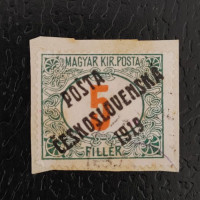 MAGYAR KIR. POSTA
POSTA
ČESKOSLOVENSKÁ
1919
5
FILLÉR